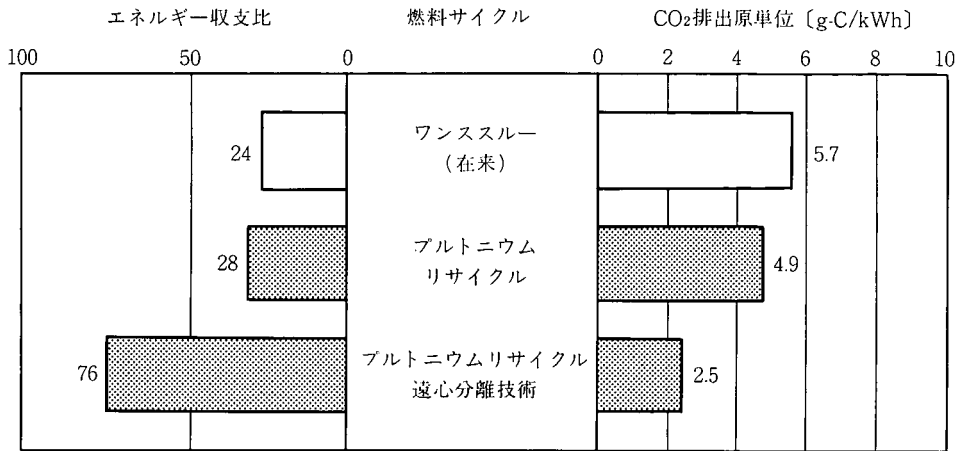 エネルギー収支比
燃料サイクル
CO₂排出原単位〔g-C/kWh〕
100 50 0
0 2 4 6 8 10
24
ワンススルー
(在来)
5.7
28
プルトニウム
リサイクル
4.9
76
プルトニウムリサイクル
遠心分離技術
2.5